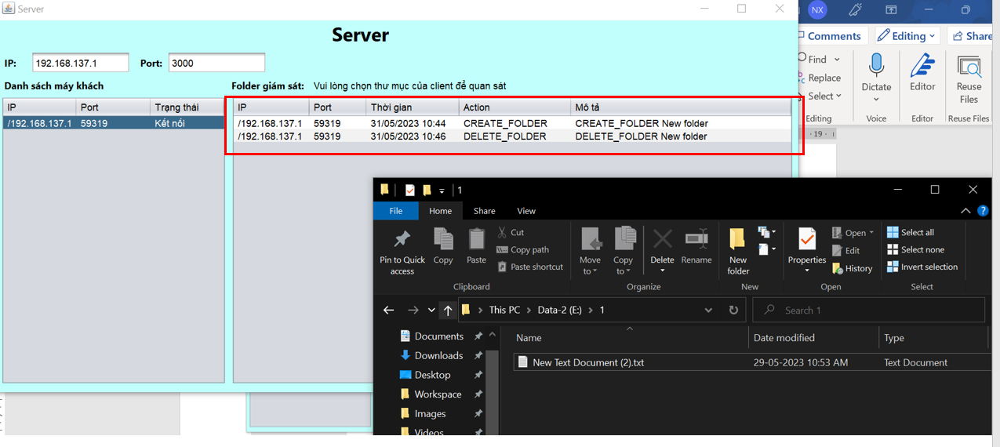 Server
Server
IP: 192.168.137.1 Port: 3000
Danh sách máy khách
Folder giám sát: Vui lòng chọn thư mục của client để quan sát
IP Port Trạng thái
/192.168.137.1 59319 Kết nối
IP Port Thời gian Action Mô tả
/192.168.137.1 59319 31/05/2023 10:44 CREATE_FOLDER CREATE_FOLDER New folder
/192.168.137.1 59319 31/05/2023 10:46 DELETE_FOLDER DELETE_FOLDER New folder
NX
Comments Editing Share
Find
Replace
Select
Editing
Dictate
Voice
Editor
Editor
Reuse
Files
Reuse Files
19
1
File Home Share View
Pin to Quick
access
Copy
Paste
Cut
Copy path
Paste shortcut
Clipboard
Move
to
Copy
to
Delete
Rename
Organize
New
folder
New
Properties
Open
Edit
History
Open
Select all
Select none
Invert selection
Select
This PC > Data-2 (E:) > 1
Search 1
Documents
Downloads
Desktop
Workspace
Images
Videos
Name Date modified Type
New Text Document (2).txt 29-05-2023 10:53 AM Text Document